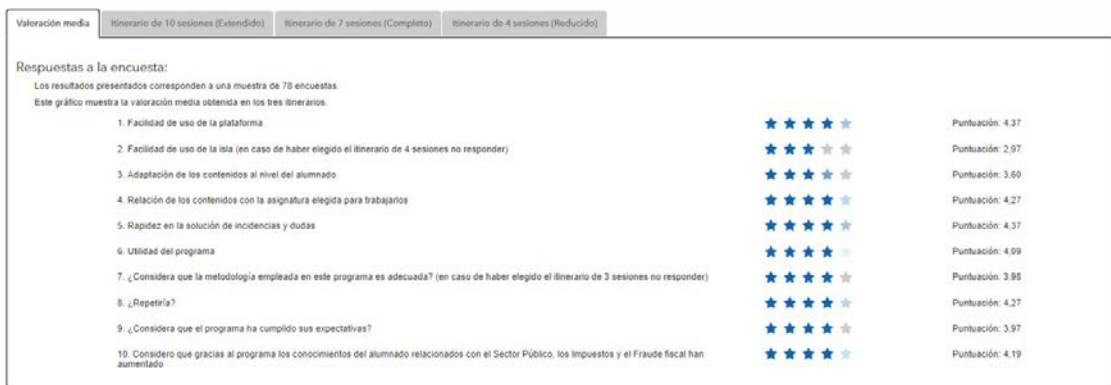 Valoración media
Itinerario de 10 sesiones (Extendido)
Itinerario de 7 sesiones (Completo)
Itinerario de 4 sesiones (Reducido)
Respuestas a la encuesta:
Los resultados presentados corresponden a una muestra de 78 encuestas.
Este gráfico muestra la valoración media obtenida en los tres itinerarios.
1. Facilidad de uso de la plataforma Puntuación: 4,37
2. Facilidad de uso de la isla (en caso de haber elegido el itinerario de 4 sesiones no responder) Puntuación: 2,97
3. Adaptación de los contenidos al nivel del alumnado Puntuación: 3,60
4. Relación de los contenidos con la asignatura elegida para trabajarlos Puntuación: 4,27
5. Rapidez en la solución de incidencias y dudas Puntuación: 4,37
6. Utilidad del programa Puntuación: 4,09
7. ¿Considera que la metodología empleada en este programa es adecuada? (en caso de haber elegido el itinerario de 3 sesiones no responder) Puntuación: 3,98
8. ¿Repetiría? Puntuación: 4,27
9. ¿Considera que el programa ha cumplido sus expectativas? Puntuación: 3,97
10. Considero que gracias al programa los conocimientos del alumnado relacionados con el Sector Público, los Impuestos y el Fraude fiscal han Puntuación: 4,19
aumentado